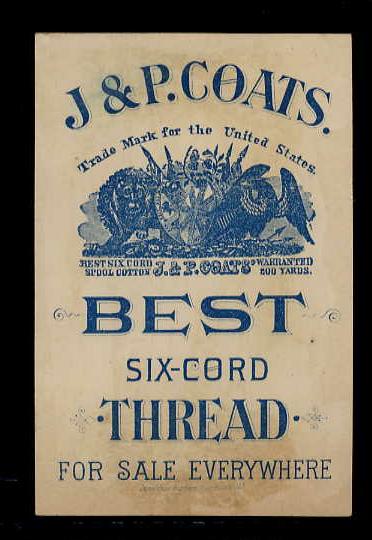 J & P. COATS.
Trade Mark for the United States.
BEST SIX CORD J. & P. COATS' WARRANTED
SPOOL COTTON 200 YARDS.
BEST
SIX-CORD
·THREAD·
FOR SALE EVERYWHERE